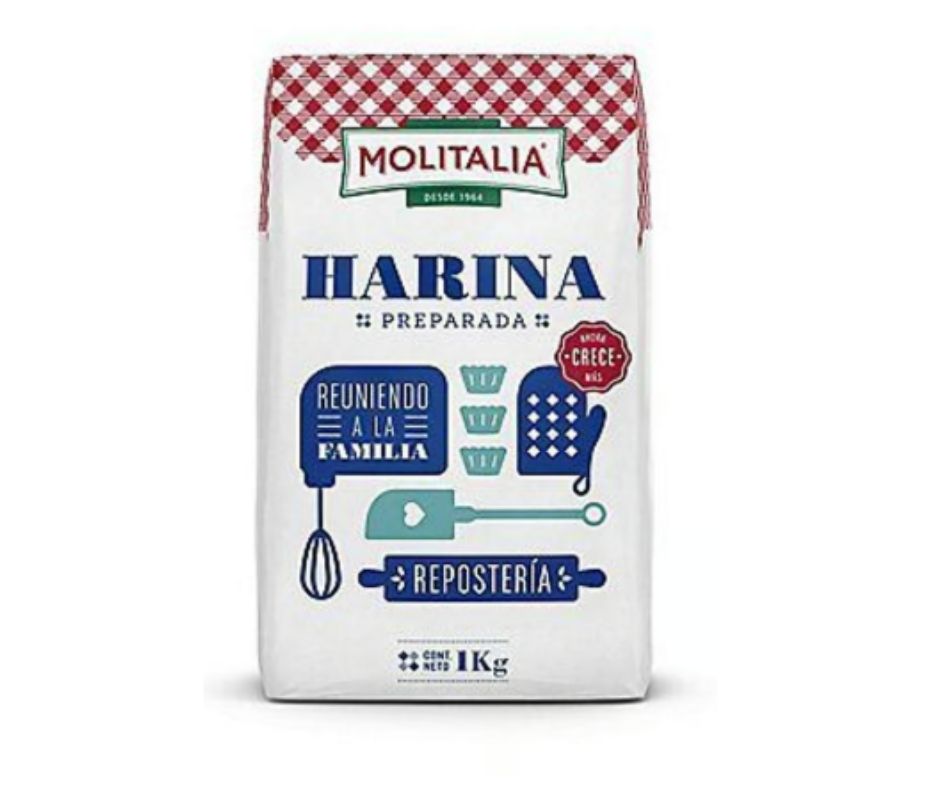 MOLITALIA
DESDE 1964
HARINA
PREPARADA
AHORA
CRECE
MÁS
REUNIENDO
A LA
FAMILIA
REPOSTERÍA
CONT.
NETO 1Kg